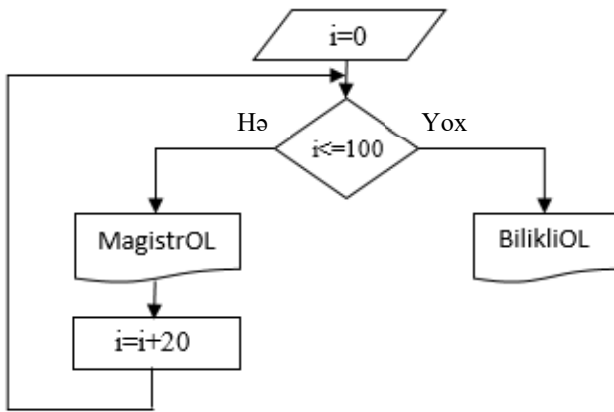 i=0
Hə
Yox
i<=100
MagistrOL
BilikliOL
i=i+20